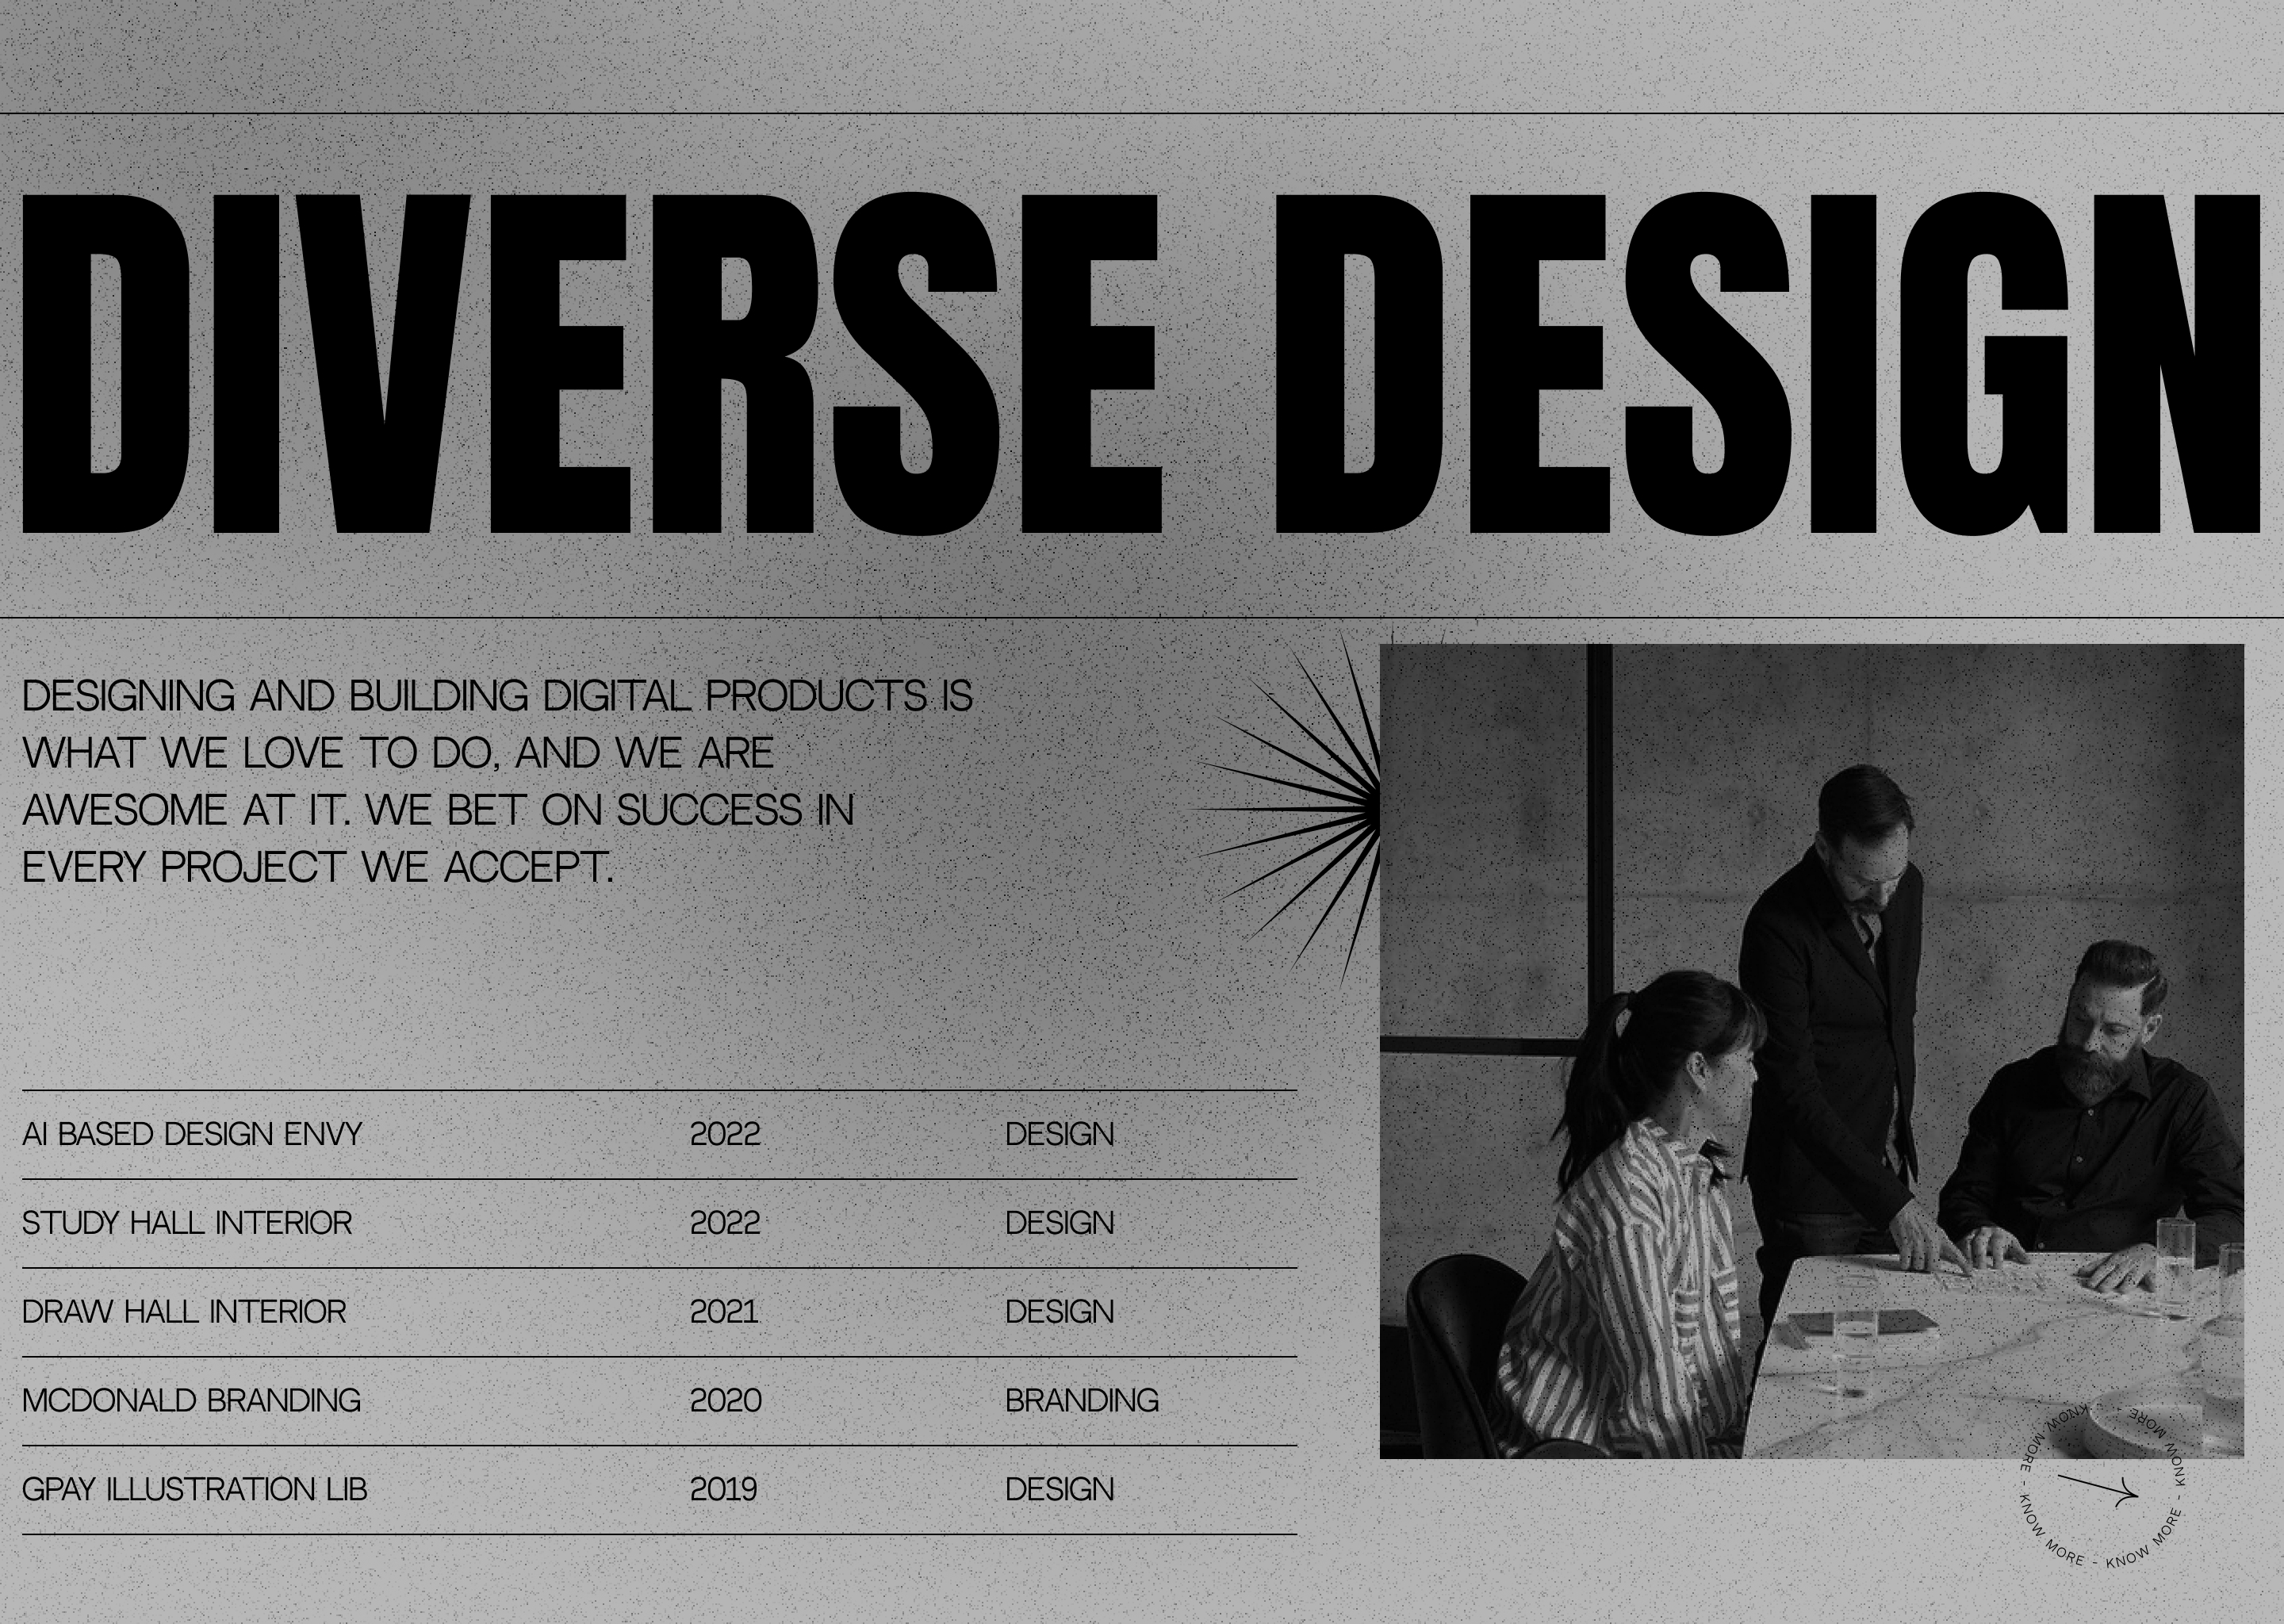 DIVERSE DESIGN
DESIGNING AND BUILDING DIGITAL PRODUCTS IS
WHAT WE LOVE TO DO, AND WE ARE
AWESOME AT IT. WE BET ON SUCCESS IN
EVERY PROJECT WE ACCEPT.
AI BASED DESIGN ENVY 2022 DESIGN
STUDY HALL INTERIOR 2022 DESIGN
DRAW HALL INTERIOR 2021 DESIGN
MCDONALD BRANDING 2020 BRANDING
GPAY ILLUSTRATION LIB 2019 DESIGN
KNOW MORE - KNOW MORE - KNOW MORE - KNOW MORE